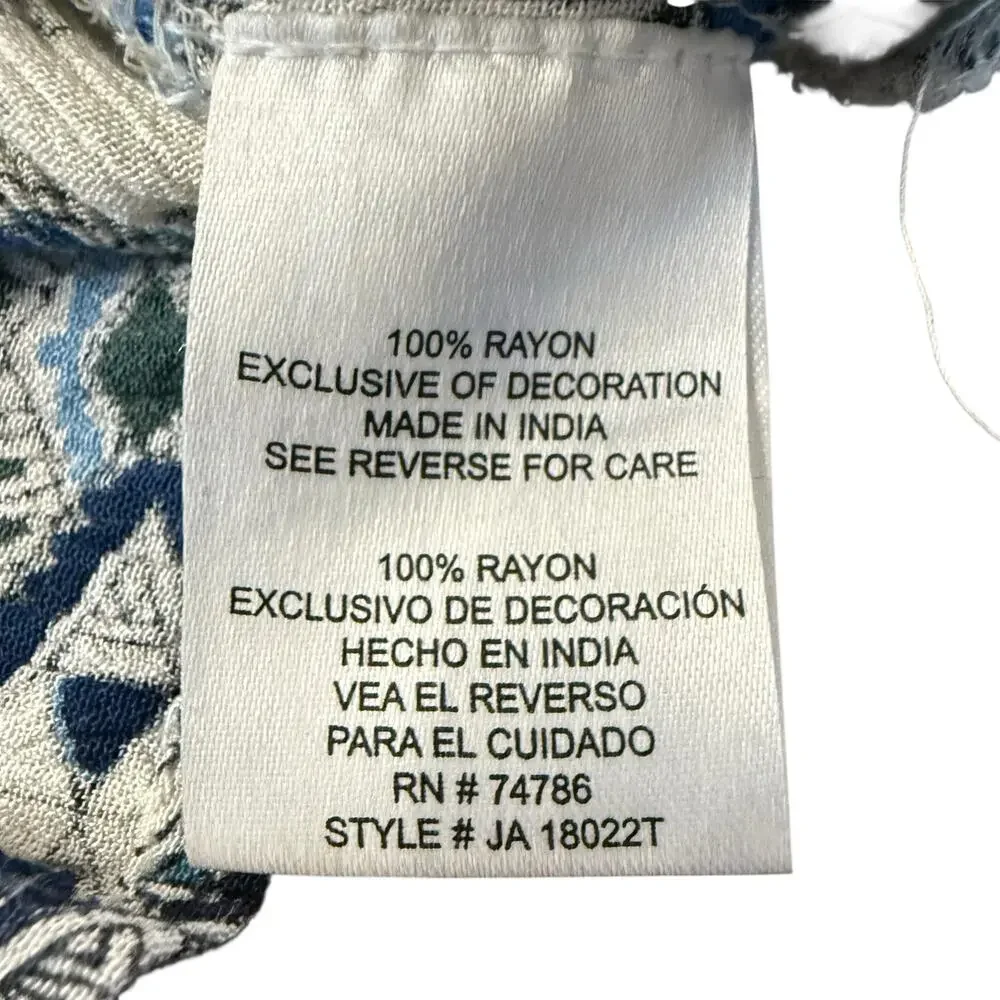 100% RAYON
EXCLUSIVE OF DECORATION
MADE IN INDIA
SEE REVERSE FOR CARE
100% RAYON
EXCLUSIVO DE DECORACIÓN
HECHO EN INDIA
VEA EL REVERSO
PARA EL CUIDADO
RN # 74786
STYLE # JA 18022T